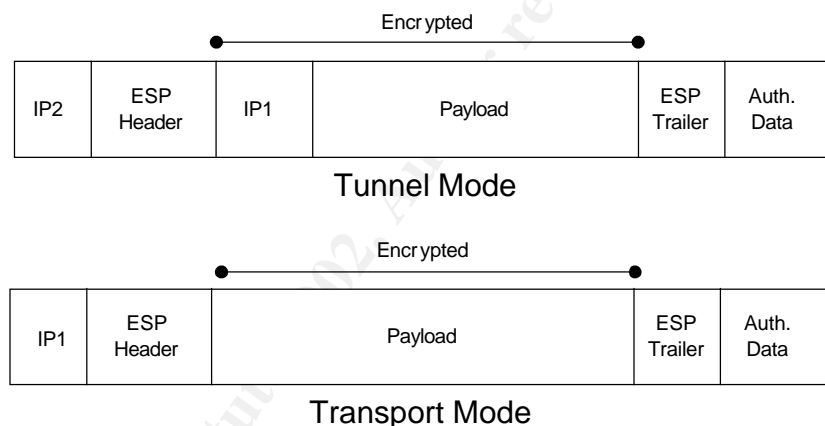 Encrypted
IP2
ESP
Header
IP1
Payload
ESP
Trailer
Auth.
Data
Tunnel Mode
Encrypted
IP1
ESP
Header
Payload
ESP
Trailer
Auth.
Data
Transport Mode